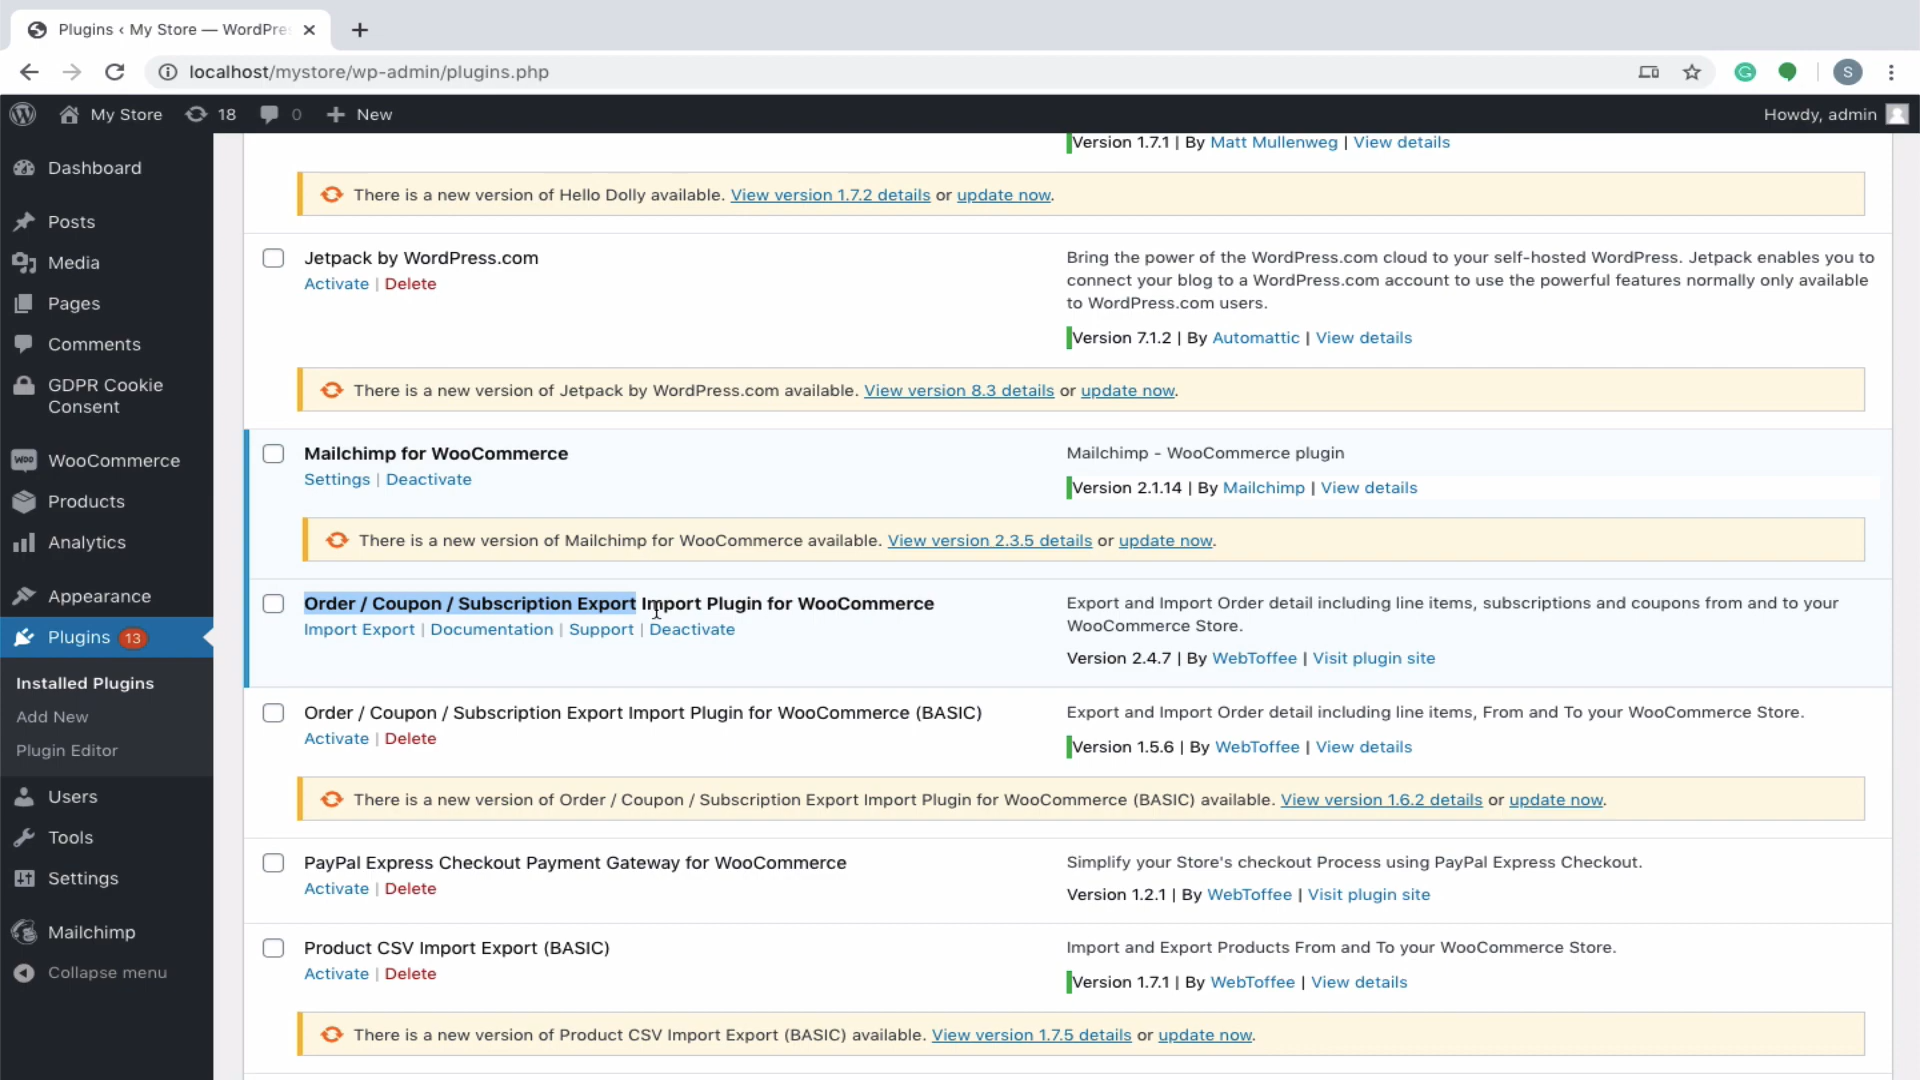 Plugins ‹ My Store — WordPre
localhost/mystore/wp-admin/plugins.php
S
My Store 18 0 New Howdy, admin
Dashboard
Posts
Media
Pages
Comments
GDPR Cookie
Consent
WOO WooCommerce
Products
Analytics
Appearance
Plugins 13
Installed Plugins
Add New
Plugin Editor
Users
Tools
Settings
Mailchimp
Collapse menu
Version 1.7.1 | By Matt Mullenweg | View details
There is a new version of Hello Dolly available. View version 1.7.2 details or update now.
Jetpack by WordPress.com
Activate | Delete
Bring the power of the WordPress.com cloud to your self-hosted WordPress. Jetpack enables you to
connect your blog to a WordPress.com account to use the powerful features normally only available
to WordPress.com users.
Version 7.1.2 | By Automattic | View details
There is a new version of Jetpack by WordPress.com available. View version 8.3 details or update now.
Mailchimp for WooCommerce
Settings | Deactivate
Mailchimp - WooCommerce plugin
Version 2.1.14 | By Mailchimp | View details
There is a new version of Mailchimp for WooCommerce available. View version 2.3.5 details or update now.
Order / Coupon / Subscription Export Import Plugin for WooCommerce
Import Export | Documentation | Support | Deactivate
Export and Import Order detail including line items, subscriptions and coupons from and to your
WooCommerce Store.
Version 2.4.7 | By WebToffee | Visit plugin site
Order / Coupon / Subscription Export Import Plugin for WooCommerce (BASIC)
Activate | Delete
Export and Import Order detail including line items, From and To your WooCommerce Store.
Version 1.5.6 | By WebToffee | View details
There is a new version of Order / Coupon / Subscription Export Import Plugin for WooCommerce (BASIC) available. View version 1.6.2 details or update now.
PayPal Express Checkout Payment Gateway for WooCommerce
Activate | Delete
Simplify your Store's checkout Process using PayPal Express Checkout.
Version 1.2.1 | By WebToffee | Visit plugin site
Product CSV Import Export (BASIC)
Activate | Delete
Import and Export Products From and To your WooCommerce Store.
Version 1.7.1 | By WebToffee | View details
There is a new version of Product CSV Import Export (BASIC) available. View version 1.7.5 details or update now.